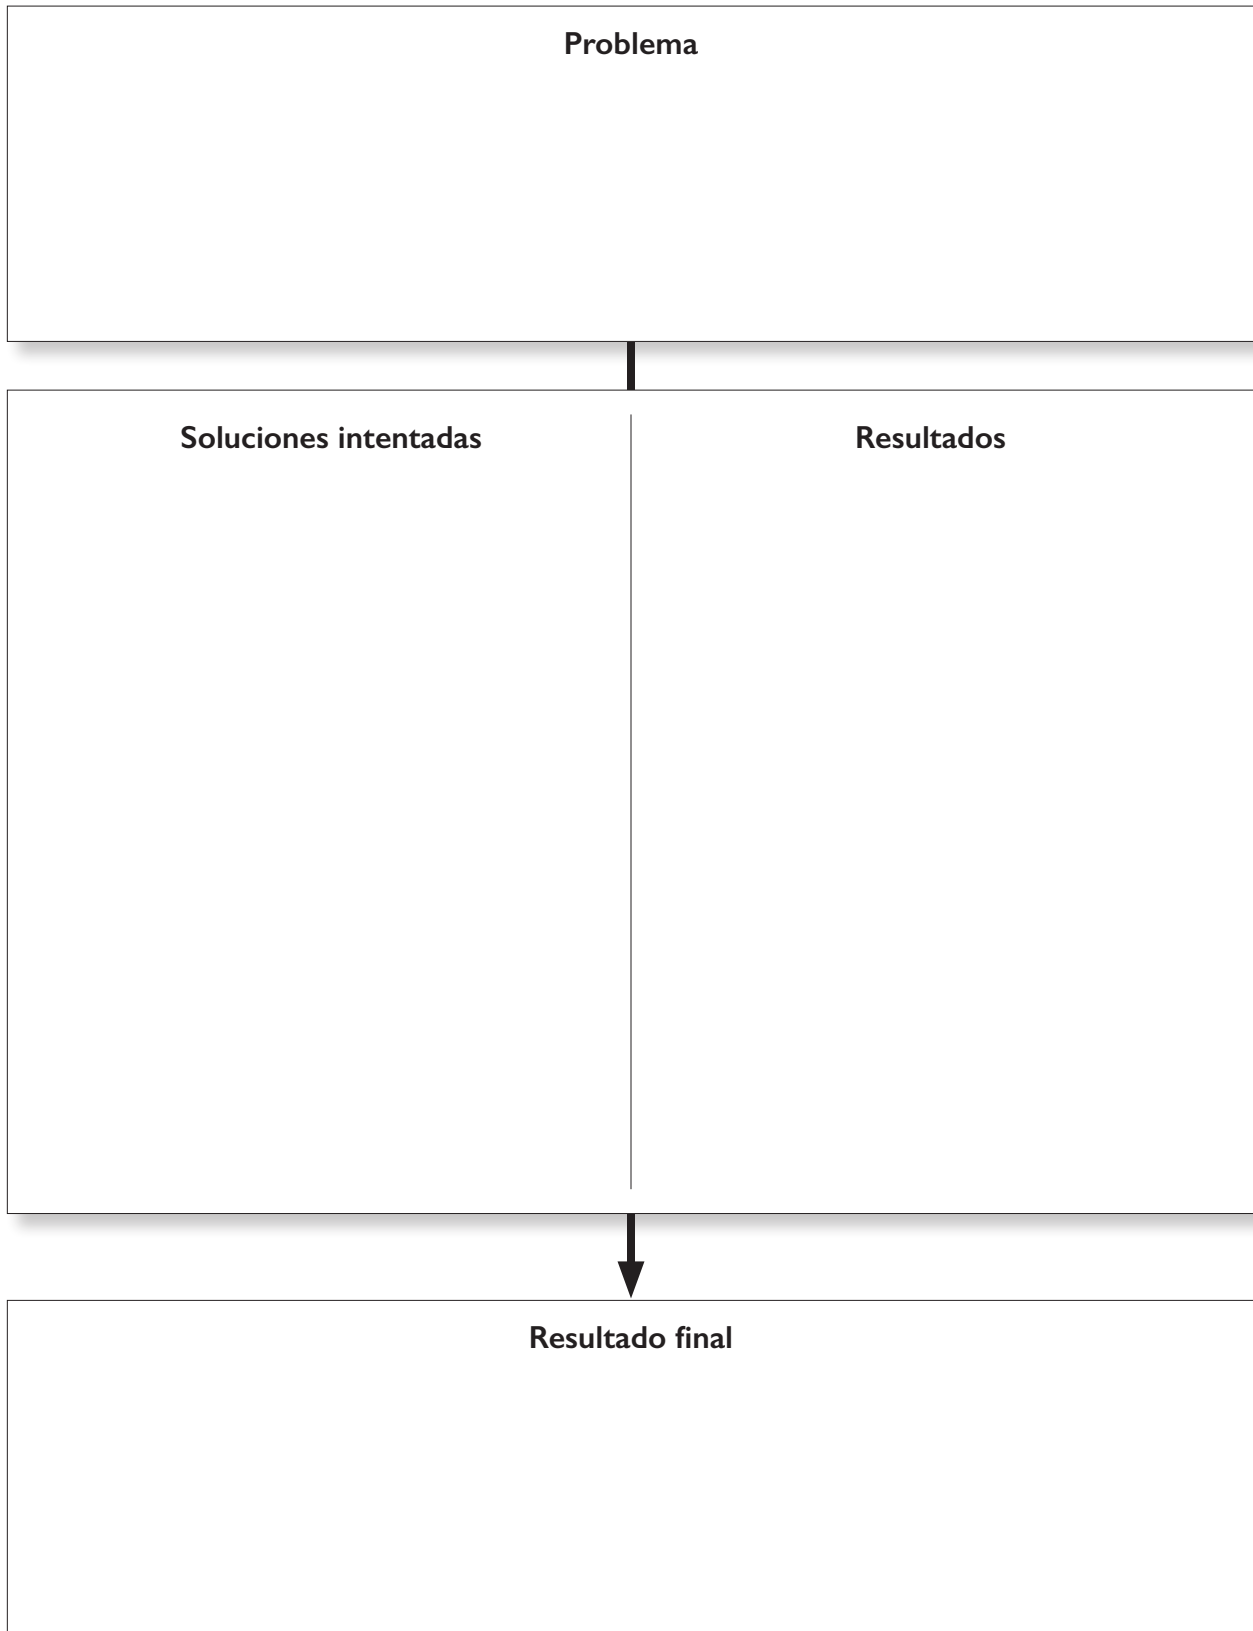 Problema
Soluciones intentadas
Resultados
Resultado final